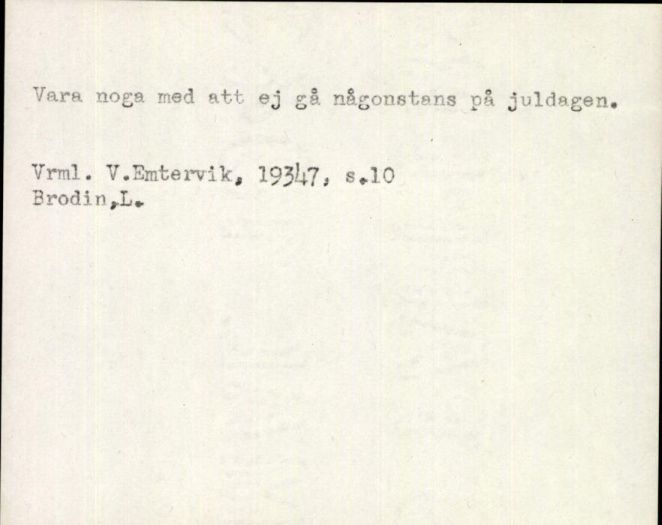 Vara noga med att ej gå någonstans på juldagen.
Vrml. V.Emtervik, 19347, s.10
Brodin,L.